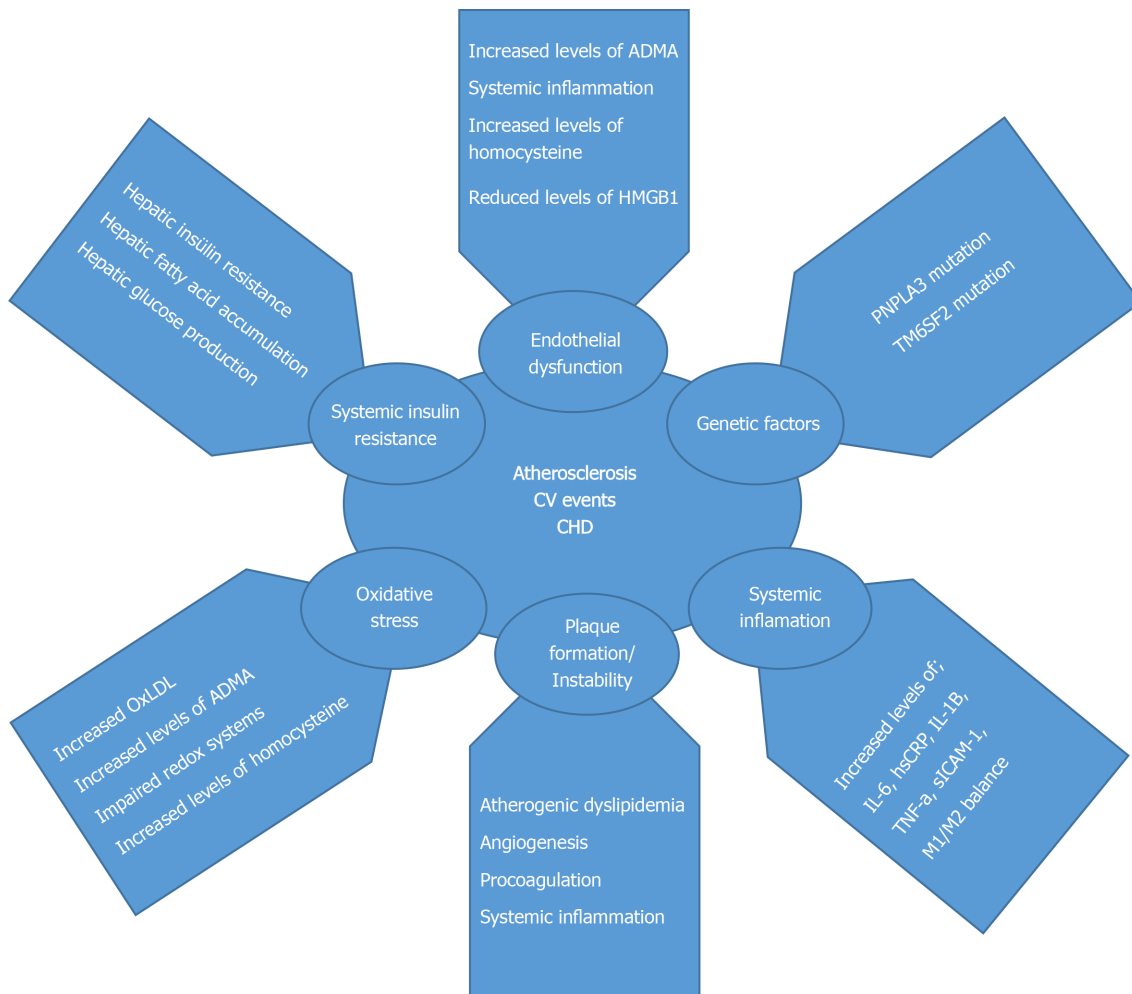 Increased levels of ADMA
Systemic inflammation
Increased levels of
homocysteine
Reduced levels of HMGB1
Endothelial
dysfunction
Hepatic insülin resistance
Hepatic fatty acid accumulation
Hepatic glucose production
Systemic insulin
resistance
PNPLA3 mutation
TM6SF2 mutation
Genetic factors
Atherosclerosis
CV events
CHD
Oxidative
stress
Increased OxLDL
Increased levels of ADMA
Impaired redox systems
Increased levels of homocysteine
Plaque
formation/
Instability
Atherogenic dyslipidemia
Angiogenesis
Procoagulation
Systemic inflammation
Systemic
inflamation
Increased levels of;
IL-6, hsCRP, IL-1B,
TNF-a, sICAM-1,
M1/M2 balance